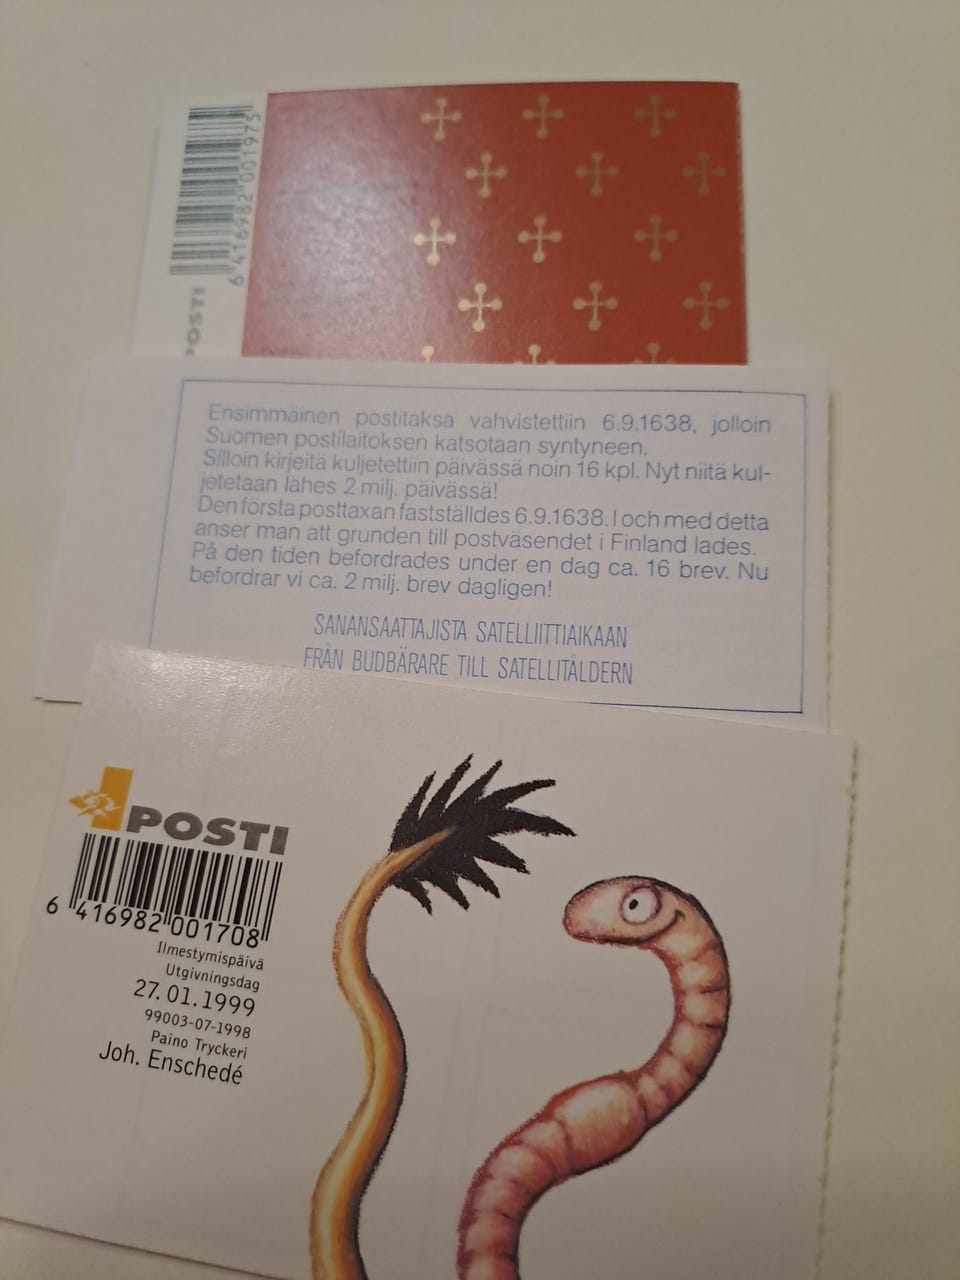 6 416982 001975
POSTI
Ensimmäinen postitaksa vahvistettiin 6.9.1638, jolloin
Suomen postilaitoksen katsotaan syntyneen.
Silloin kirjeitä kuljetettiin päivässä noin 16 kpl. Nyt niitä kul-
jetetaan lähes 2 milj. päivässä!
Den första posttaxan fastställdes 6.9.1638. I och med detta
anser man att grunden till postväsendet i Finland lades.
På den tiden befordrades under en dag ca. 16 brev. Nu
befordrar vi ca. 2 milj. brev dagligen!
SANANSAATTAJISTA SATELLIITTIAIKAAN
FRÅN BUDBÄRARE TILL SATELLITÅLDERN
POSTI
6 416982 001708
Ilmestymispäivä
Utgivningsdag
27.01.1999
99003-07-1998
Paino Tryckeri
Joh. Enschedé